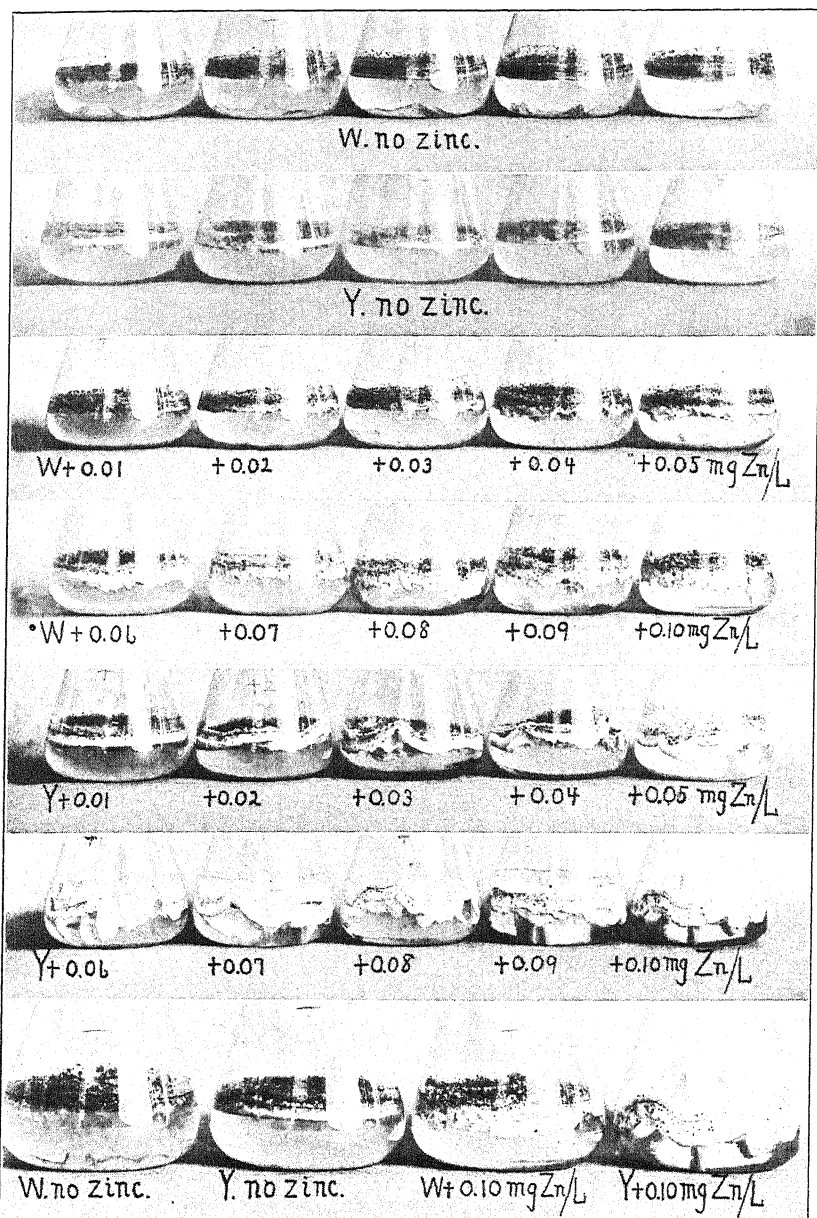 W. no zinc.
Y. no zinc.
W+0.01 +0.02 +0.03 +0.04 +0.05 mg Zn/L
W+0.06 +0.07 +0.08 +0.09 +0.10 mg Zn/L
Y+0.01 +0.02 +0.03 +0.04 +0.05 mg Zn/L
Y+0.06 +0.07 +0.08 +0.09 +0.10 mg Zn/L
W. no zinc. Y. no zinc. W+0.10 mg Zn/L Y+0.10 mg Zn/L